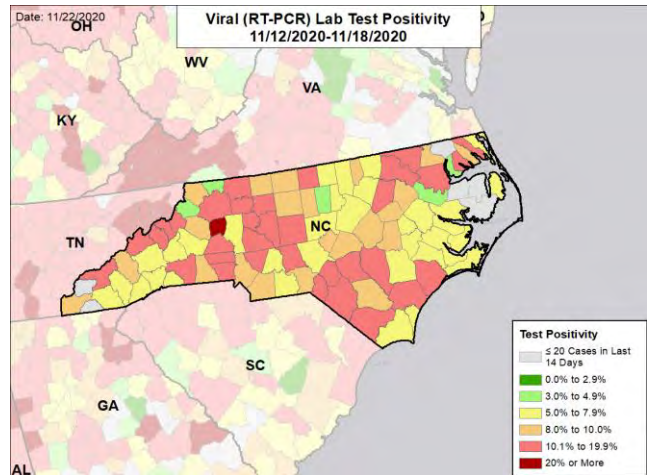 Date: 11/22/2020
Viral (RT-PCR) Lab Test Positivity
11/12/2020-11/18/2020
OH
WV
VA
KY
TN
NC
SC
GA
AL
Test Positivity
≤ 20 Cases in Last
14 Days
0.0% to 2.9%
3.0% to 4.9%
5.0% to 7.9%
8.0% to 10.0%
10.1% to 19.9%
20% or More